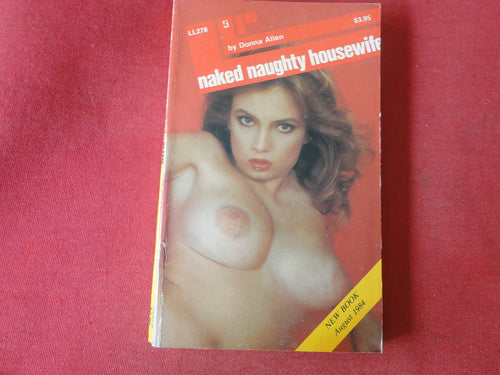 LL278
$3.95
by Donna Allen
naked naughty housewife
NEW BOOK
August 1984